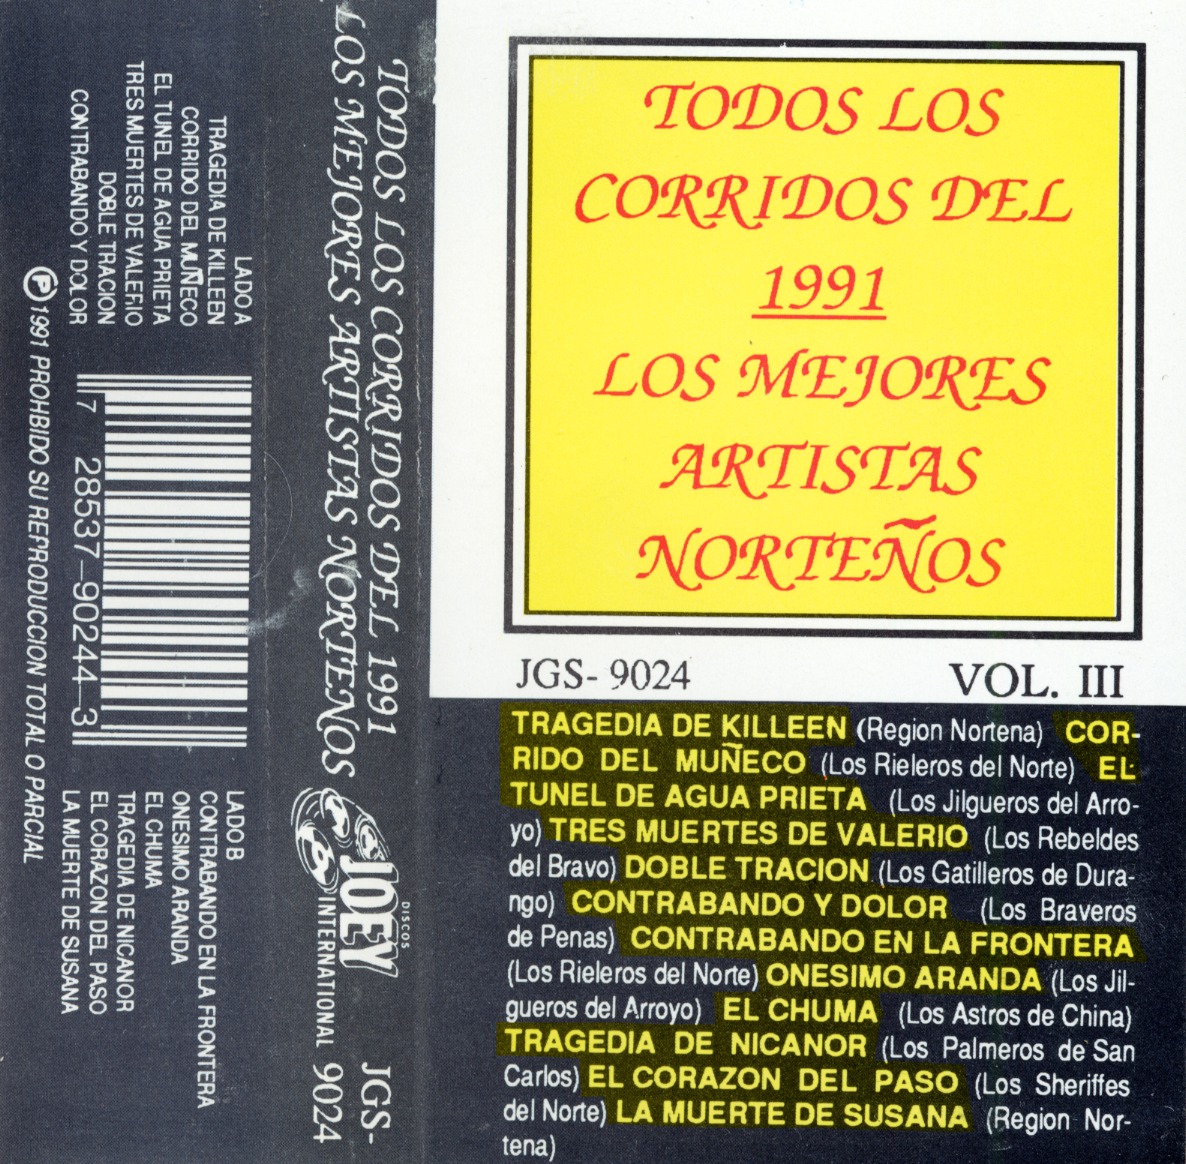 TODOS LOS
CORRIDOS DEL
1991
LOS MEJORES
ARTISTAS
NORTEÑOS
JGS- 9024 VOL. III
TRAGEDIA DE KILLEEN (Region Nortena) COR-
RIDO DEL MUÑECO (Los Rieleros del Norte) EL
TUNEL DE AGUA PRIETA (Los Jilgueros del Arro-
yo) TRES MUERTES DE VALERIO (Los Rebeldes
del Bravo) DOBLE TRACION (Los Gatilleros de Dura-
ngo) CONTRABANDO Y DOLOR (Los Braveros
de Penas) CONTRABANDO EN LA FRONTERA
(Los Rieleros del Norte) ONESIMO ARANDA (Los Jil-
gueros del Arroyo) EL CHUMA (Los Astros de China)
TRAGEDIA DE NICANOR (Los Palmeros de San
Carlos) EL CORAZON DEL PASO (Los Sheriffes
del Norte) LA MUERTE DE SUSANA (Region Nor-
tena)
TODOS LOS CORRIDOS DEL 1991
LOS MEJORES ARTISTAS NORTEÑOS
DISCOS
JOEY
INTERNATIONAL
JGS-
9024
LADO A
TRAGEDIA DE KILLEEN
CORRIDO DEL MUÑECO
EL TUNEL DE AGUA PRIETA
TRES MUERTES DE VALERIO
DOBLE TRACION
CONTRABANDO Y DOLOR
7 28537-90244-3
LADO B
CONTRABANDO EN LA FRONTERA
ONESIMO ARANDA
EL CHUMA
TRAGEDIA DE NICANOR
EL CORAZON DEL PASO
LA MUERTE DE SUSANA
℗ 1991 PROHBIDO SU REPRODUCCION TOTAL O PARCIAL